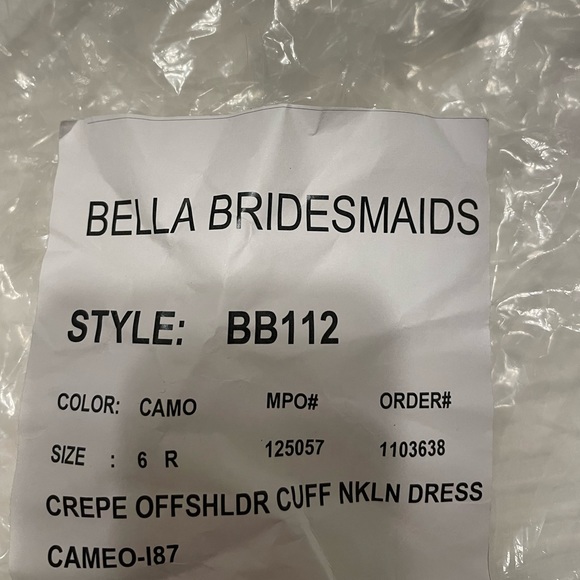 BELLA BRIDESMAIDS
STYLE: BB112
COLOR: CAMO MPO# ORDER#
SIZE : 6 R 125057 1103638
CREPE OFFSHLDR CUFF NKLN DRESS
CAMEO-I87